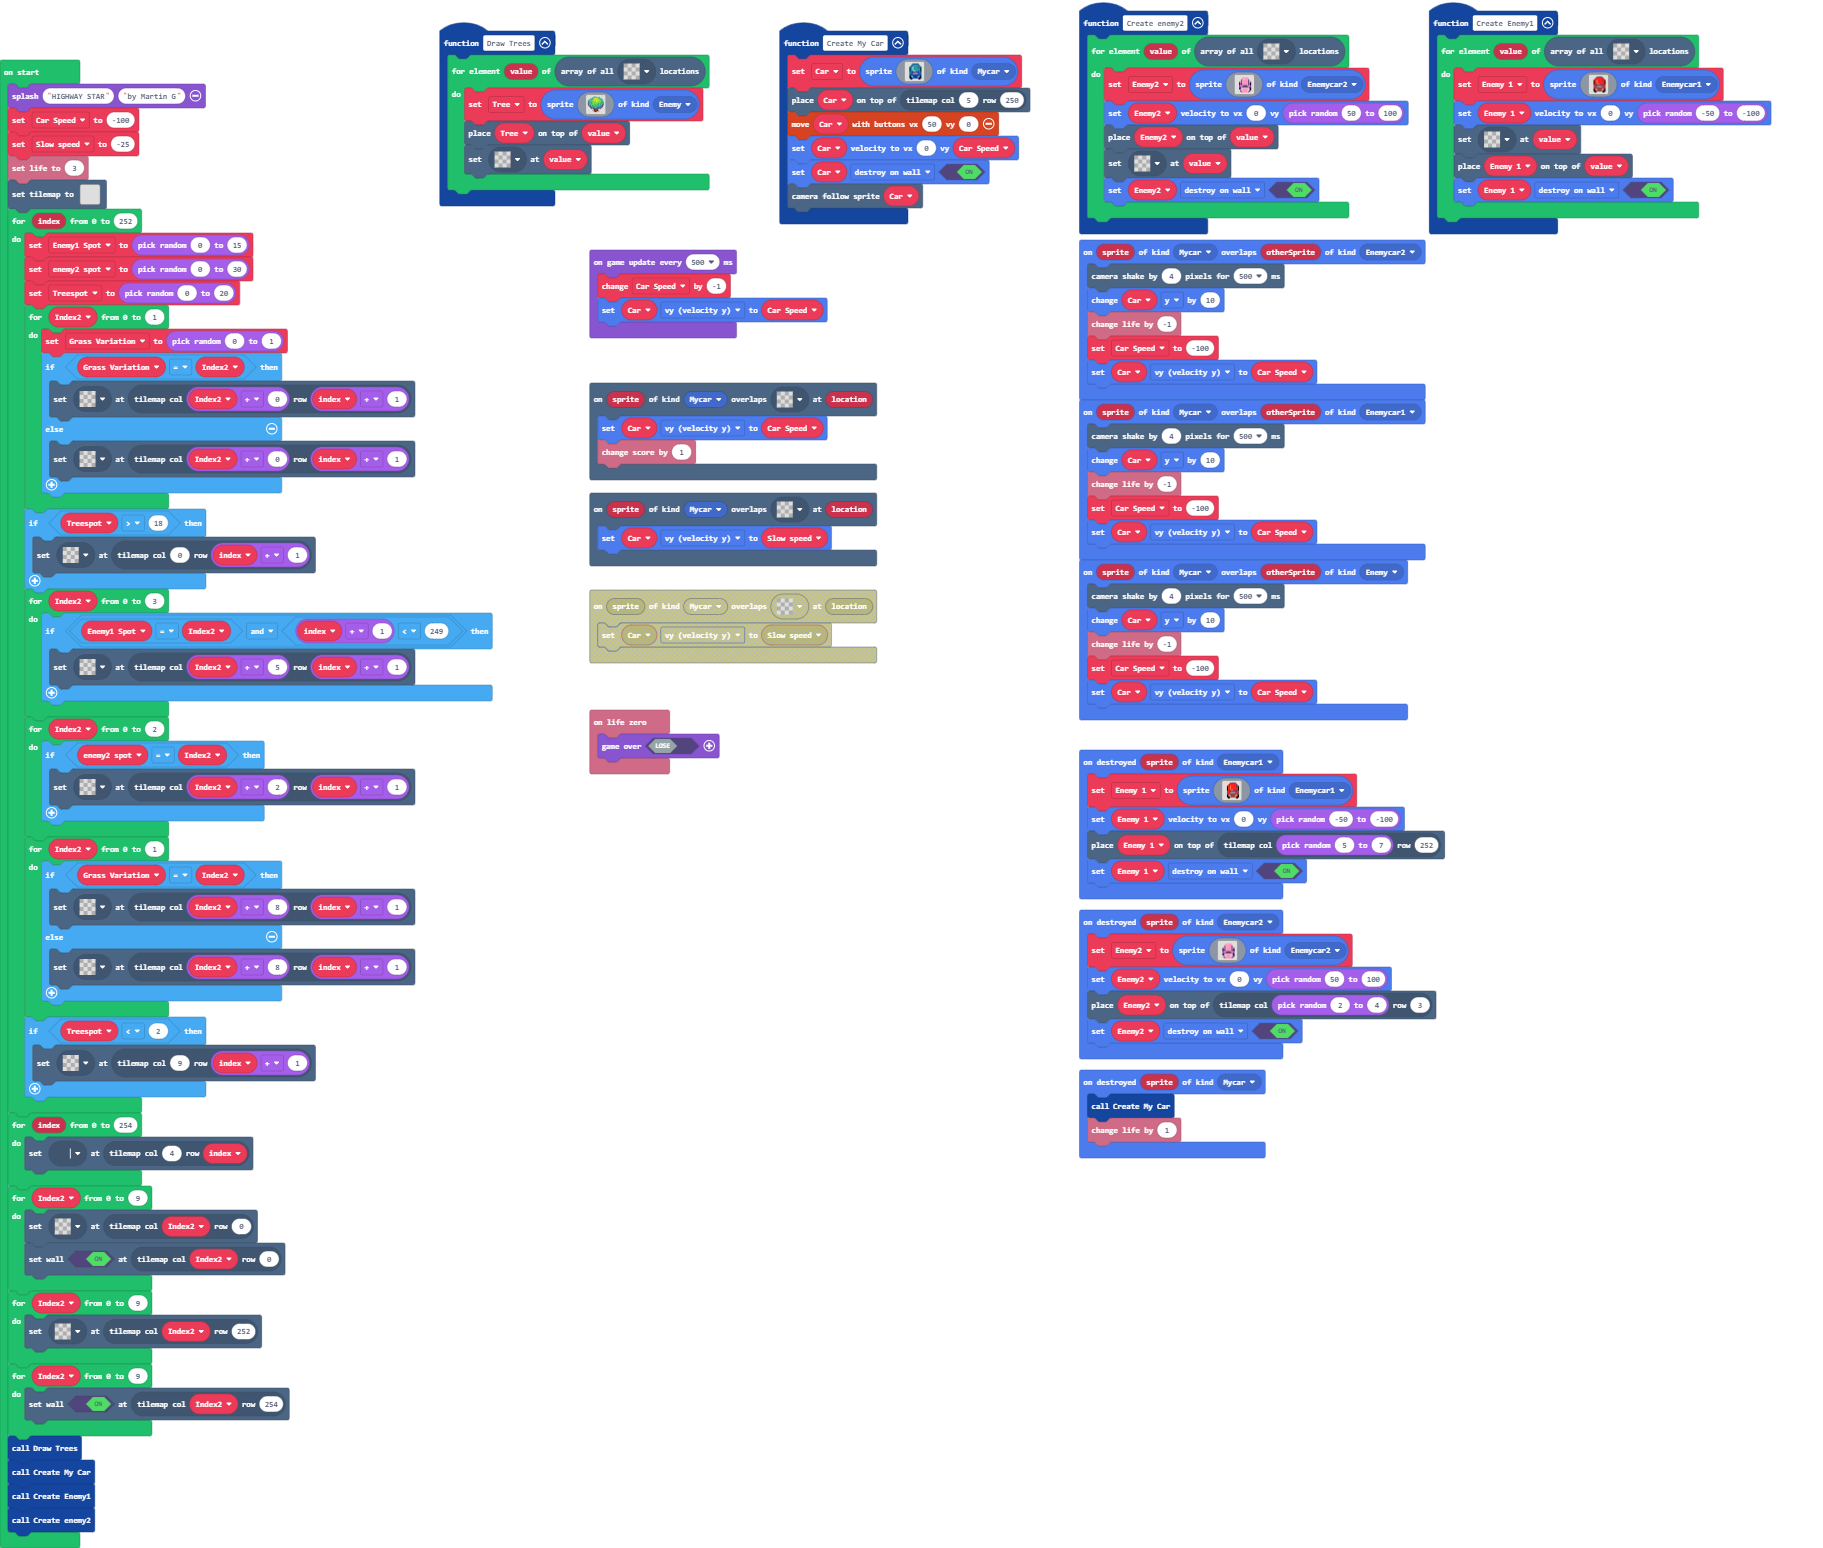 on start
splash "HIGHWAY STAR" "by Martin G"
set Car Speed to -100
set Slow speed to -25
set life to 3
set tilemap to
for index from 0 to 252
do
set Enemy1 Spot to pick random 0 to 15
set enemy2 spot to pick random 0 to 30
set Treespot to pick random 0 to 20
for Index2 from 0 to 1
do
set Grass Variation to pick random 0 to 1
if Grass Variation = Index2 then
set at tilemap col Index2 + 0 row index + 1
else
set at tilemap col Index2 + 0 row index + 1
if Treespot > 18 then
set at tilemap col 0 row index + 1
for Index2 from 0 to 3
do
if Enemy1 Spot = Index2 and index + 1 < 249 then
set at tilemap col Index2 + 5 row index + 1
for Index2 from 0 to 2
do
if enemy2 spot = Index2 then
set at tilemap col Index2 + 2 row index + 1
for Index2 from 0 to 1
do
if Grass Variation = Index2 then
set at tilemap col Index2 + 8 row index + 1
else
set at tilemap col Index2 + 8 row index + 1
if Treespot < 2 then
set at tilemap col 9 row index + 1
for index from 0 to 254
do
set at tilemap col 4 row index
for Index2 from 0 to 9
do
set at tilemap col Index2 row 0
set wall ON at tilemap col Index2 row 0
for Index2 from 0 to 9
do
set at tilemap col Index2 row 252
for Index2 from 0 to 9
do
set wall ON at tilemap col Index2 row 254
call Draw Trees
call Create My Car
call Create Enemy1
call Create enemy2
function Draw Trees
for element value of array of all locations
do
set Tree to sprite of kind Enemy
place Tree on top of value
set at value
function Create My Car
set Car to sprite of kind Mycar
place Car on top of tilemap col 5 row 250
move Car with buttons vx 50 vy 0
set Car velocity to vx 0 vy Car Speed
set Car destroy on wall ON
camera follow sprite Car
on game update every 500 ms
change Car Speed by -1
set Car vy (velocity y) to Car Speed
on sprite of kind Mycar overlaps at location
set Car vy (velocity y) to Car Speed
change score by 1
on sprite of kind Mycar overlaps at location
set Car vy (velocity y) to Slow speed
on sprite of kind Mycar overlaps at location
set Car vy (velocity y) to Slow speed
on life zero
game over LOSE
function Create enemy2
for element value of array of all locations
do
set Enemy2 to sprite of kind Enemycar2
set Enemy2 velocity to vx 0 vy pick random 50 to 100
place Enemy2 on top of value
set at value
set Enemy2 destroy on wall ON
function Create Enemy1
for element value of array of all locations
do
set Enemy 1 to sprite of kind Enemycar1
set Enemy 1 velocity to vx 0 vy pick random -50 to -100
set at value
place Enemy 1 on top of value
set Enemy 1 destroy on wall ON
on sprite of kind Mycar overlaps otherSprite of kind Enemycar2
camera shake by 4 pixels for 500 ms
change Car y by 10
change life by -1
set Car Speed to -100
set Car vy (velocity y) to Car Speed
on sprite of kind Mycar overlaps otherSprite of kind Enemycar1
camera shake by 4 pixels for 500 ms
change Car y by 10
change life by -1
set Car Speed to -100
set Car vy (velocity y) to Car Speed
on sprite of kind Mycar overlaps otherSprite of kind Enemy
camera shake by 4 pixels for 500 ms
change Car y by 10
change life by -1
set Car Speed to -100
set Car vy (velocity y) to Car Speed
on destroyed sprite of kind Enemycar1
set Enemy 1 to sprite of kind Enemycar1
set Enemy 1 velocity to vx 0 vy pick random -50 to -100
place Enemy 1 on top of tilemap col pick random 5 to 7 row 252
set Enemy 1 destroy on wall ON
on destroyed sprite of kind Enemycar2
set Enemy2 to sprite of kind Enemycar2
set Enemy2 velocity to vx 0 vy pick random 50 to 100
place Enemy2 on top of tilemap col pick random 2 to 4 row 3
set Enemy2 destroy on wall ON
on destroyed sprite of kind Mycar
call Create My Car
change life by 1